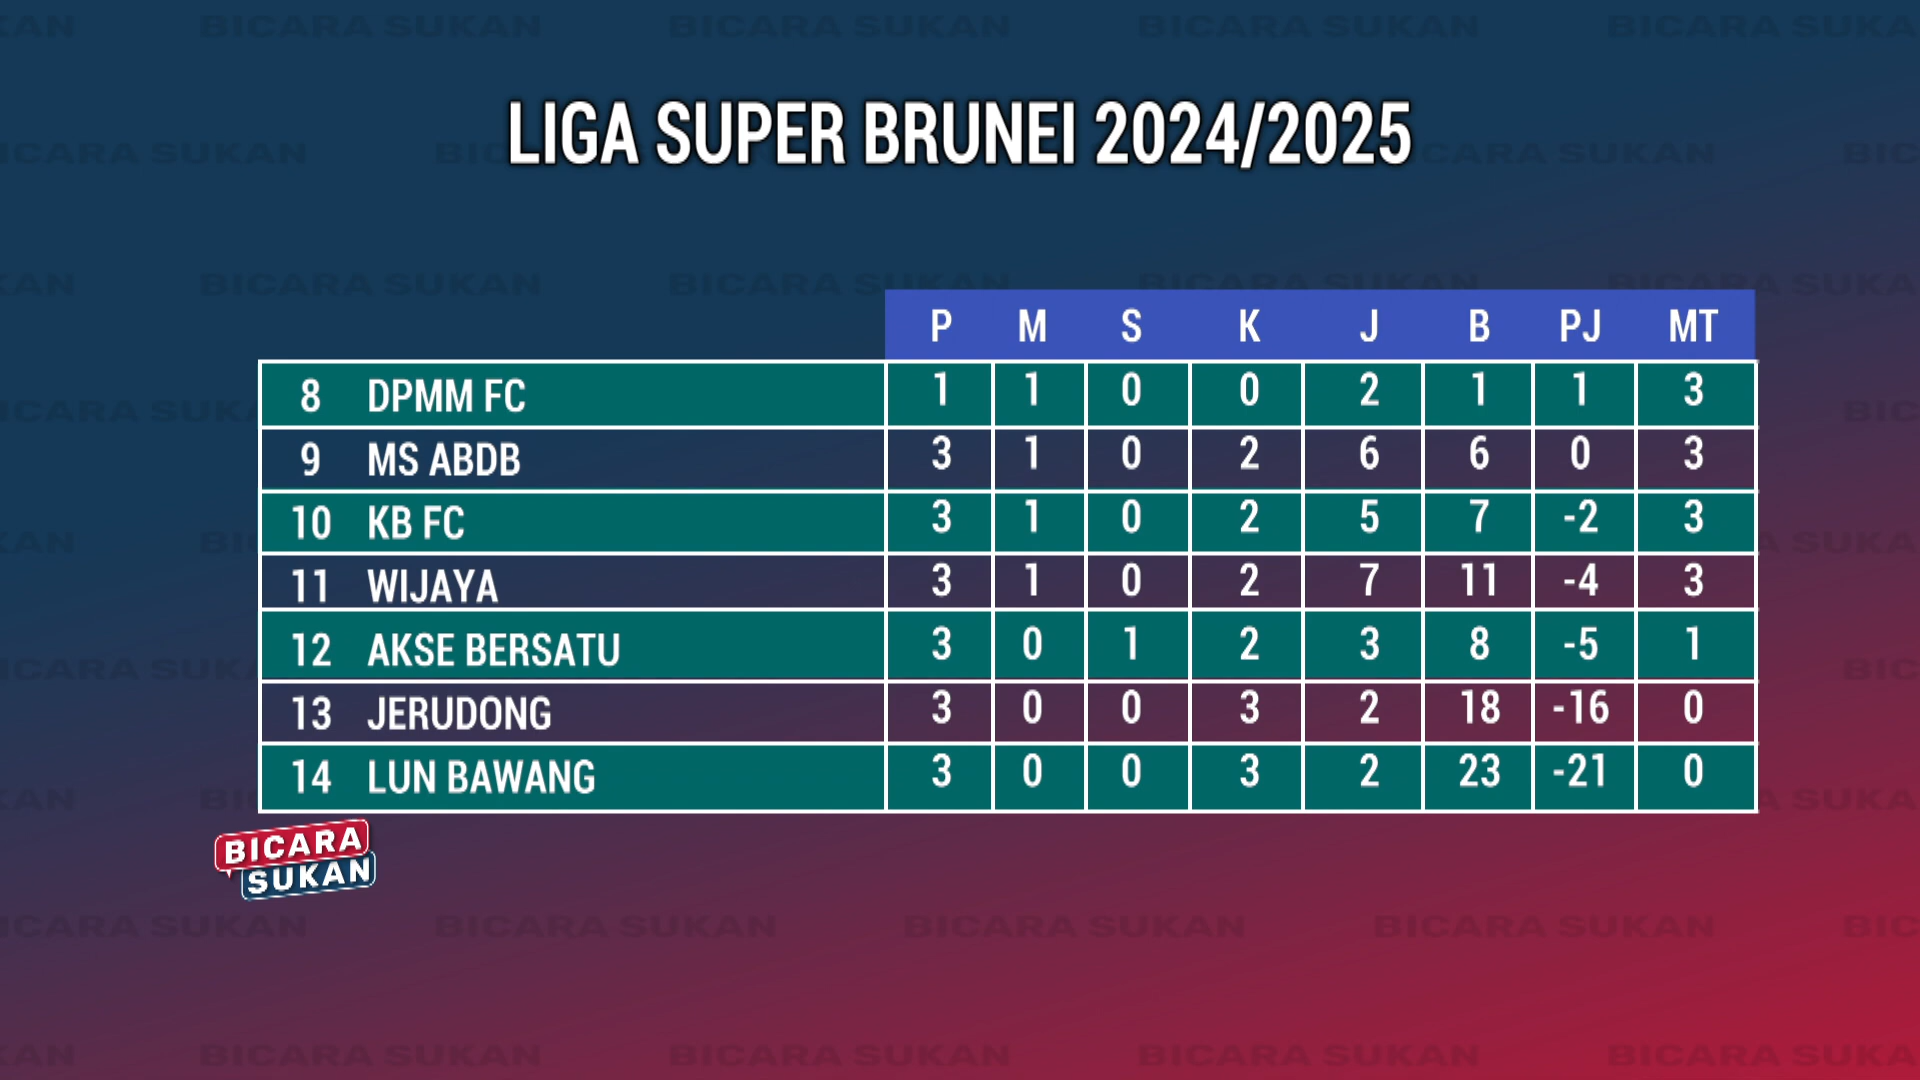 LIGA SUPER BRUNEI 2024/2025
P M S K J B PJ MT
8 DPMM FC 1 1 0 0 2 1 1 3
9 MS ABDB 3 1 0 2 6 6 0 3
10 KB FC 3 1 0 2 5 7 -2 3
11 WIJAYA 3 1 0 2 7 11 -4 3
12 AKSE BERSATU 3 0 1 2 3 8 -5 1
13 JERUDONG 3 0 0 3 2 18 -16 0
14 LUN BAWANG 3 0 0 3 2 23 -21 0
BICARA
SUKAN